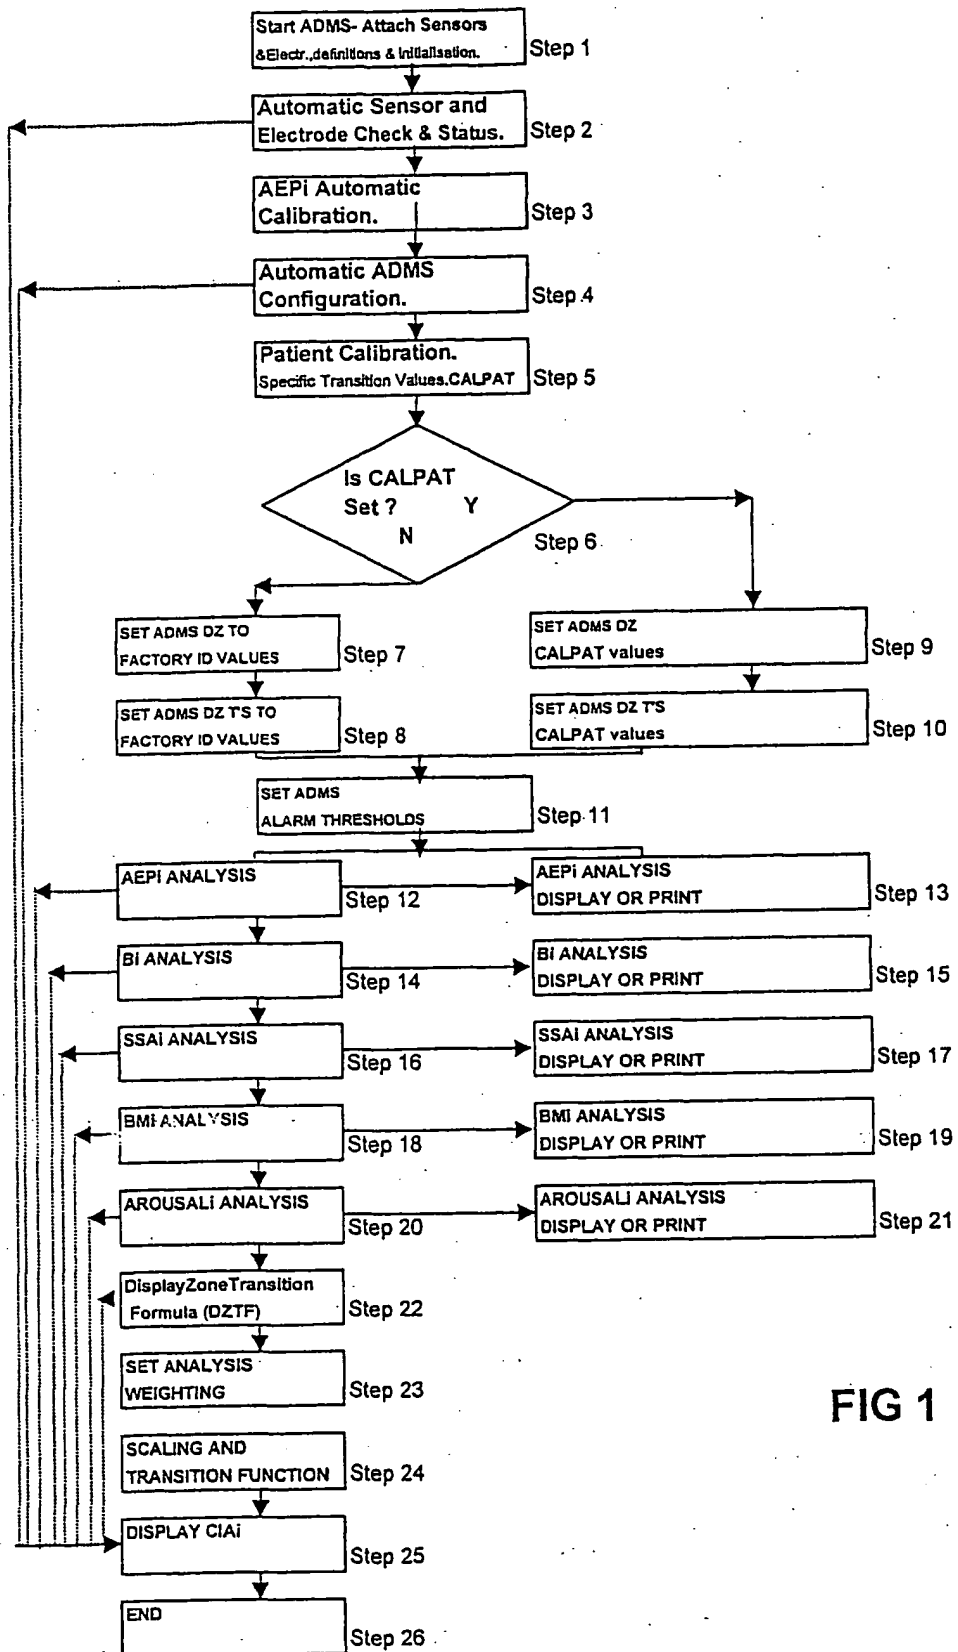 Start ADMS- Attach Sensors
&Electr.,definitions & initialisation.
Step 1
Automatic Sensor and
Electrode Check & Status.
Step 2
AEPi Automatic
Calibration.
Step 3
Automatic ADMS
Configuration.
Step 4
Patient Calibration.
Specific Transition Values.CALPAT
Step 5
Is CALPAT
Set ? Y
N
Step 6
SET ADMS DZ TO
FACTORY ID VALUES
Step 7
SET ADMS DZ
CALPAT values
Step 9
SET ADMS DZ T'S TO
FACTORY ID VALUES
Step 8
SET ADMS DZ T'S
CALPAT values
Step 10
SET ADMS
ALARM THRESHOLDS
Step 11
AEPi ANALYSIS
Step 12
AEPi ANALYSIS
DISPLAY OR PRINT
Step 13
Bi ANALYSIS
Step 14
Bi ANALYSIS
DISPLAY OR PRINT
Step 15
SSAi ANALYSIS
Step 16
SSAi ANALYSIS
DISPLAY OR PRINT
Step 17
BMi ANALYSIS
Step 18
BMi ANALYSIS
DISPLAY OR PRINT
Step 19
AROUSALi ANALYSIS
Step 20
AROUSALi ANALYSIS
DISPLAY OR PRINT
Step 21
DisplayZoneTransition
Formula (DZTF)
Step 22
SET ANALYSIS
WEIGHTING
Step 23
FIG 1
SCALING AND
TRANSITION FUNCTION
Step 24
DISPLAY CIAi
Step 25
END
Step 26